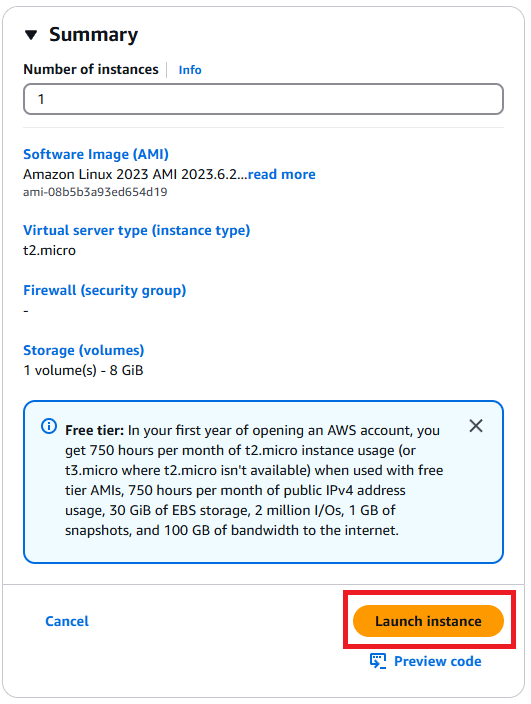 Summary
Number of instances Info
1
Software Image (AMI)
Amazon Linux 2023 AMI 2023.6.2...read more
ami-08b5b3a93ed654d19
Virtual server type (instance type)
t2.micro
Firewall (security group)
-
Storage (volumes)
1 volume(s) - 8 GiB
Free tier: In your first year of opening an AWS account, you
get 750 hours per month of t2.micro instance usage (or
t3.micro where t2.micro isn't available) when used with free
tier AMIs, 750 hours per month of public IPv4 address
usage, 30 GiB of EBS storage, 2 million I/Os, 1 GB of
snapshots, and 100 GB of bandwidth to the internet.
Cancel
Launch instance
Preview code